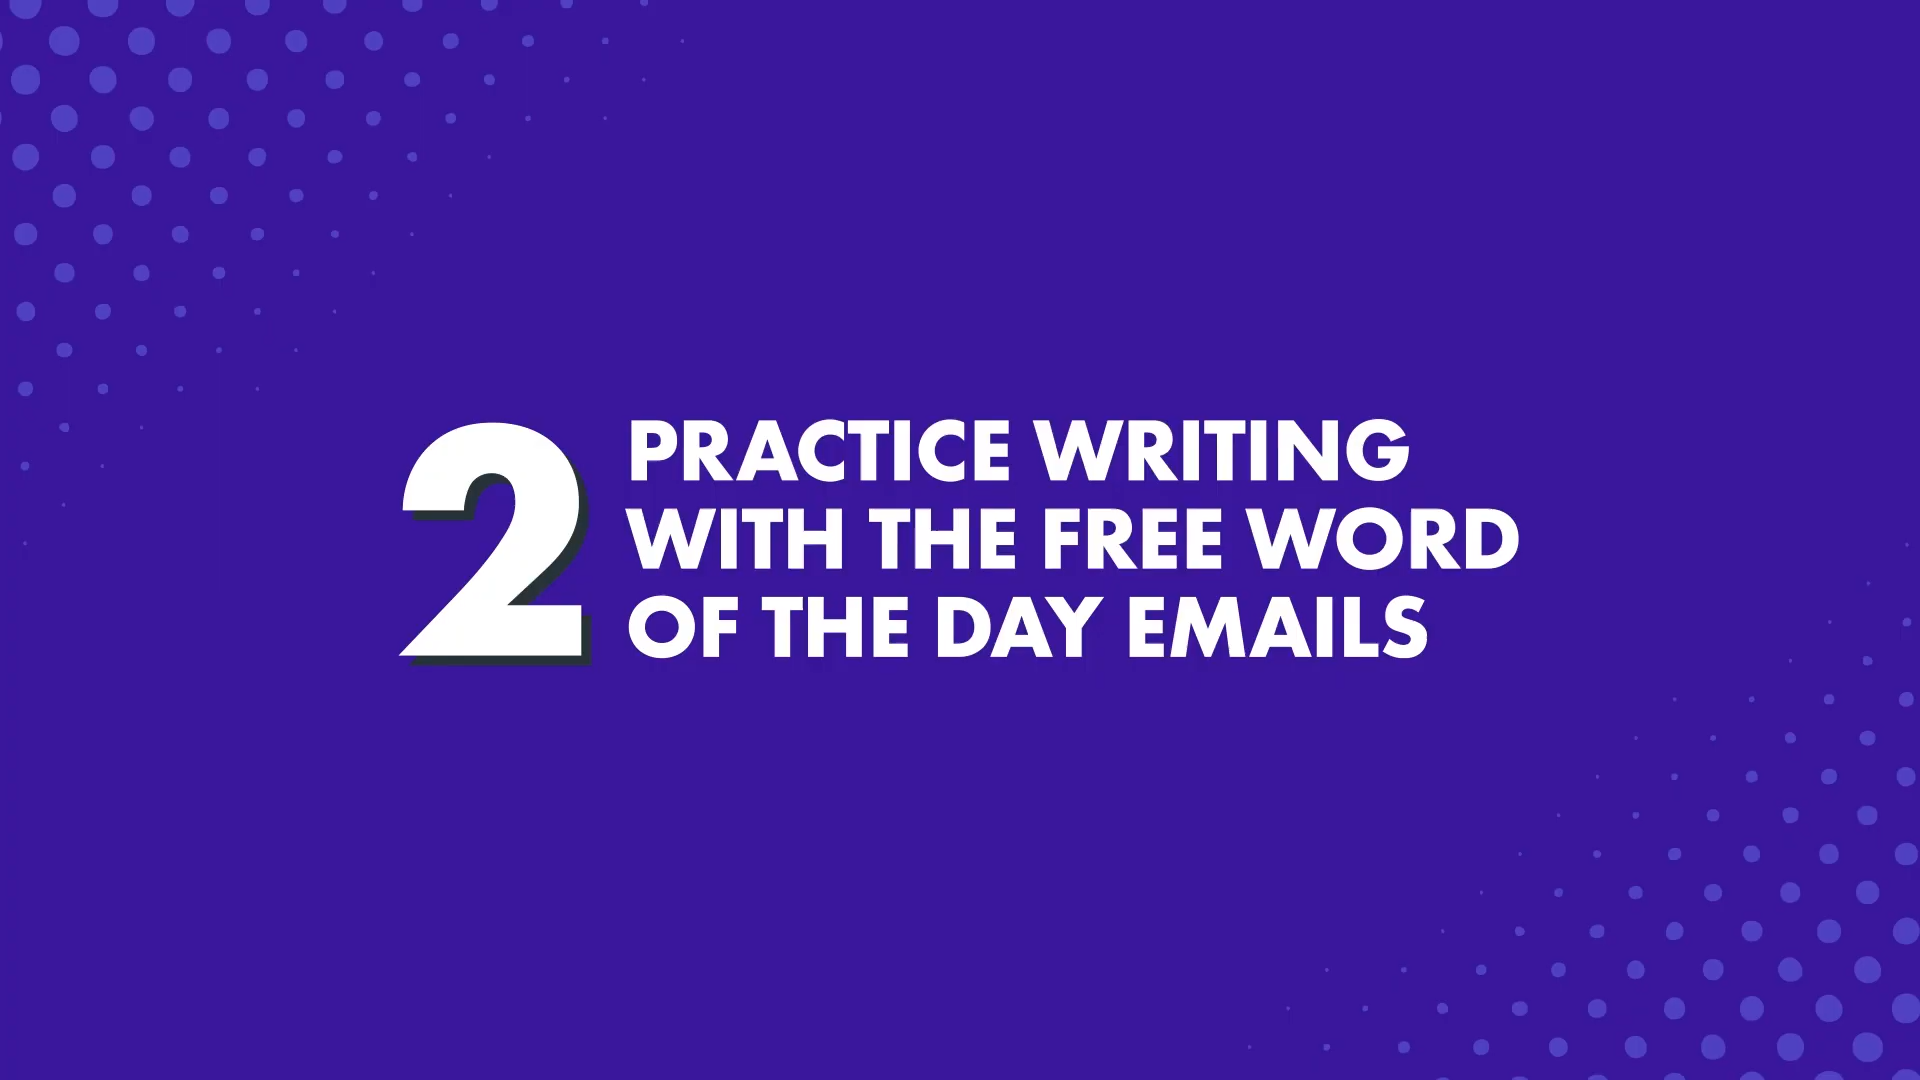 2
PRACTICE WRITING
WITH THE FREE WORD
OF THE DAY EMAILS